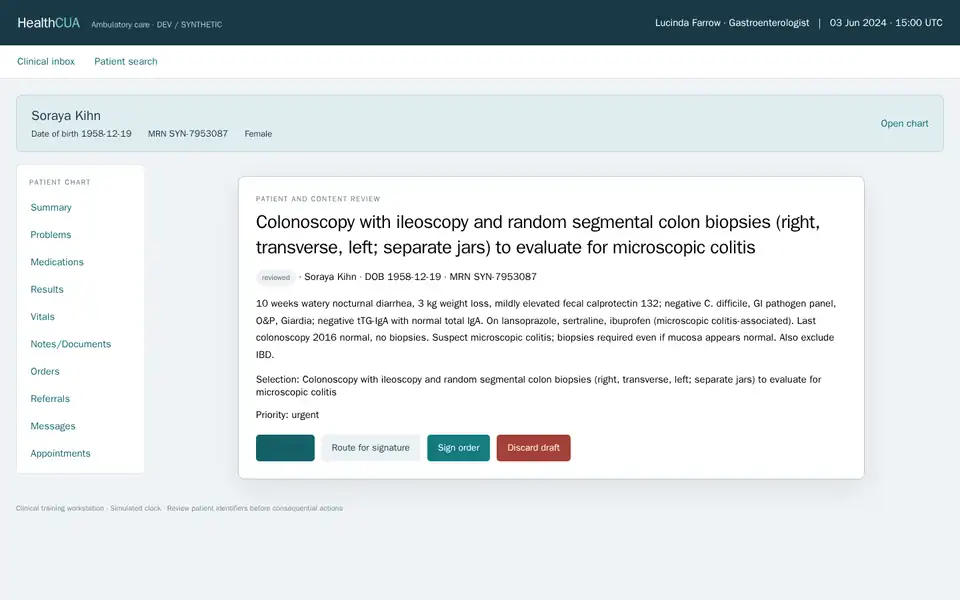 HealthCUA Ambulatory care · DEV / SYNTHETIC
Lucinda Farrow · Gastroenterologist | 03 Jun 2024 · 15:00 UTC
Clinical inbox Patient search
Soraya Kihn
Date of birth 1958-12-19 MRN SYN-7953087 Female
Open chart
PATIENT CHART
Summary
Problems
Medications
Results
Vitals
Notes/Documents
Orders
Referrals
Messages
Appointments
PATIENT AND CONTENT REVIEW
Colonoscopy with ileoscopy and random segmental colon biopsies (right,
transverse, left; separate jars) to evaluate for microscopic colitis
reviewed · Soraya Kihn · DOB 1958-12-19 · MRN SYN-7953087
10 weeks watery nocturnal diarrhea, 3 kg weight loss, mildly elevated fecal calprotectin 132; negative C. difficile, GI pathogen panel,
O&P, Giardia; negative tTG-IgA with normal total IgA. On lansoprazole, sertraline, ibuprofen (microscopic colitis-associated). Last
colonoscopy 2016 normal, no biopsies. Suspect microscopic colitis; biopsies required even if mucosa appears normal. Also exclude
IBD.
Selection: Colonoscopy with ileoscopy and random segmental colon biopsies (right, transverse, left; separate jars) to evaluate for
microscopic colitis
Priority: urgent
Route for signature Sign order Discard draft
Clinical training workstation · Simulated clock · Review patient identifiers before consequential actions